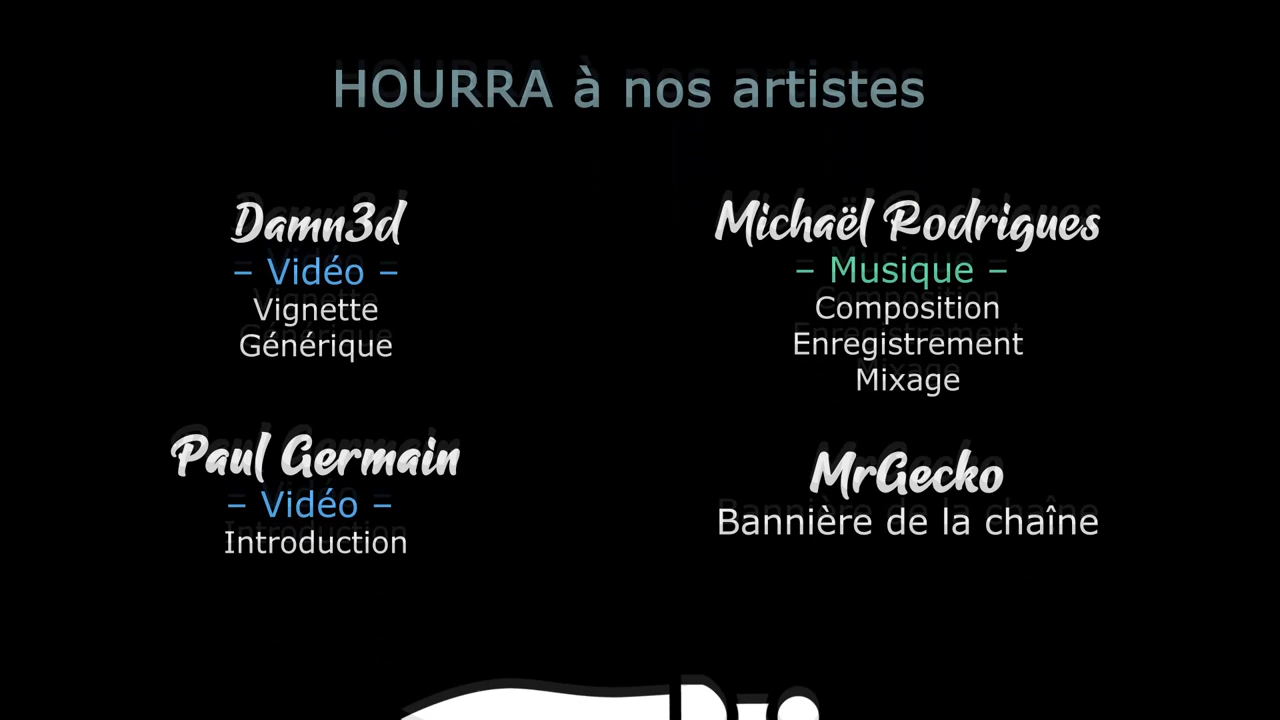 HOURRA à nos artistes
Damn3d
– Vidéo –
Vignette
Générique
Michaël Rodrigues
– Musique –
Composition
Enregistrement
Mixage
Paul Germain
– Vidéo –
Introduction
MrGecko
Bannière de la chaîne